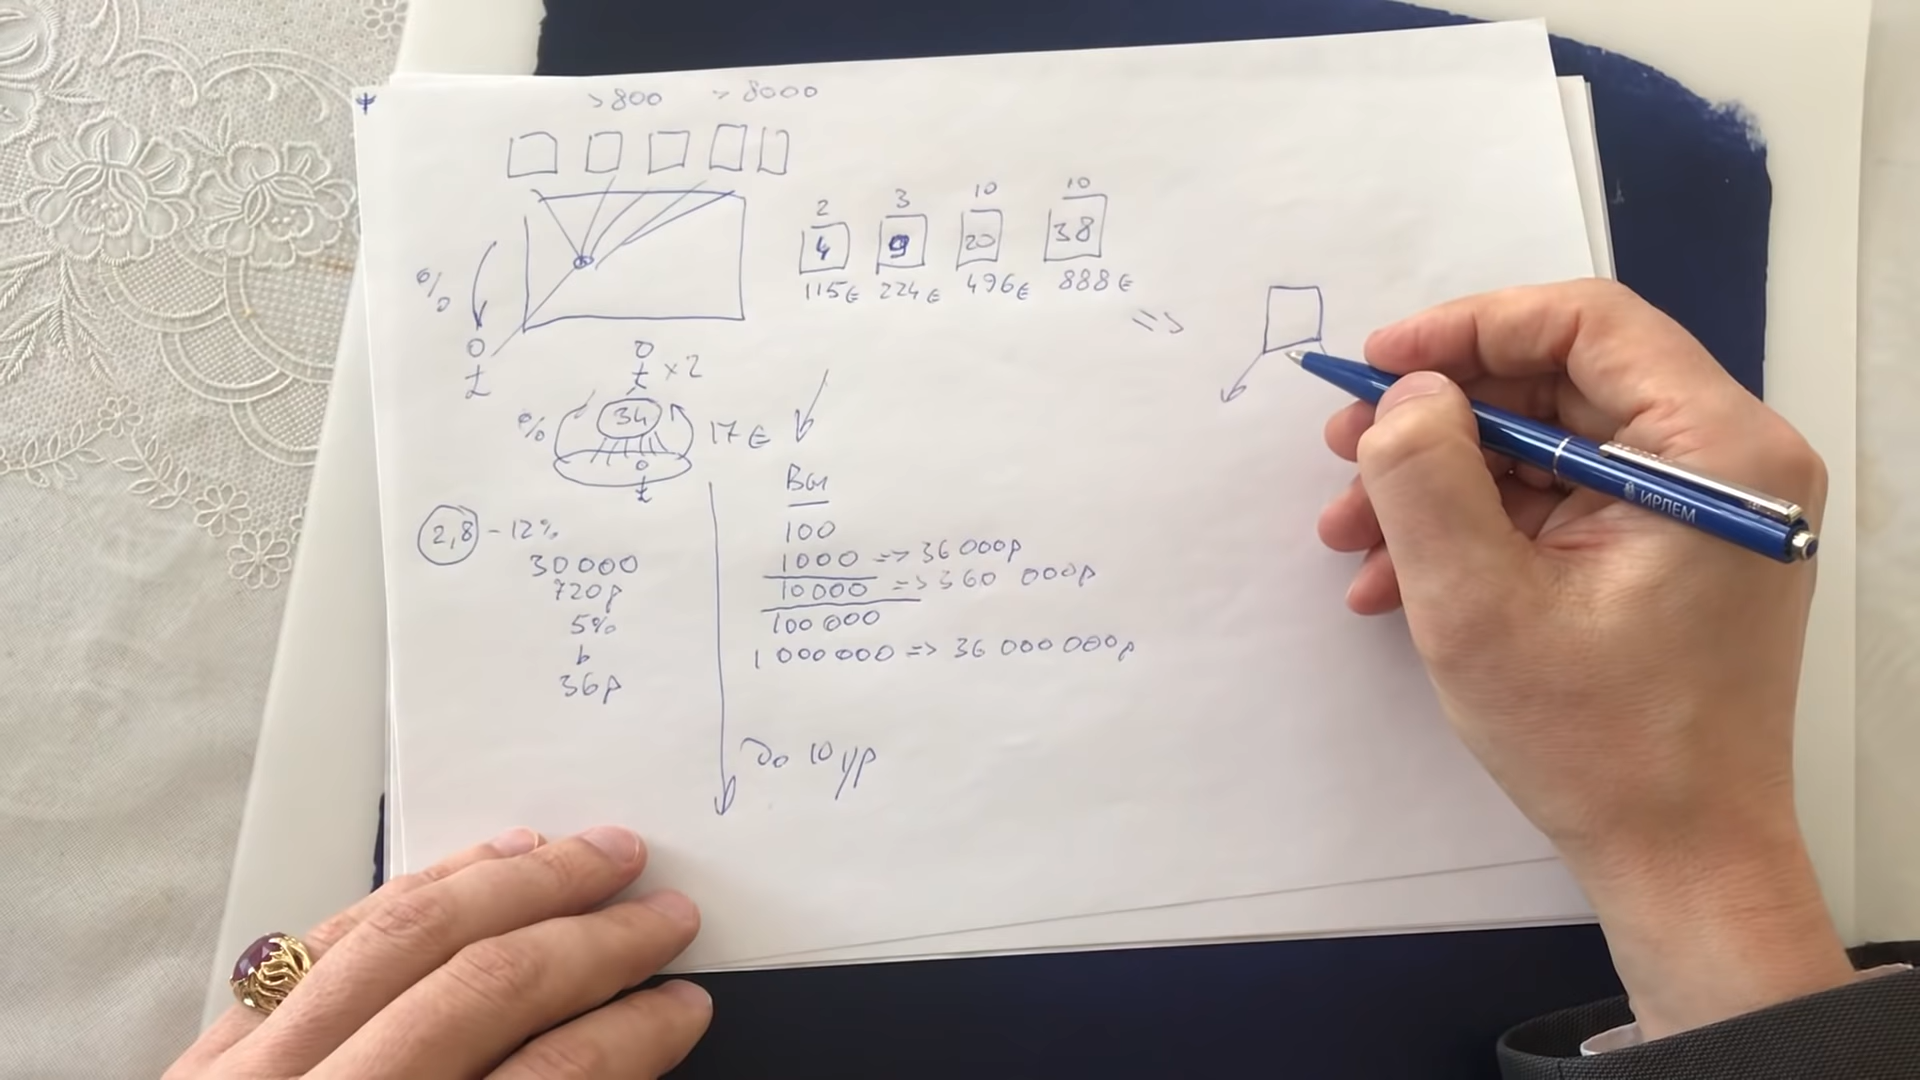 >800 > 8000
2 3 10 10
4 9 20 38
115€ 224€ 496€ 888€
%
=>
x2
34
% 17€
Вы
2,8 - 12%
100
30000
1000 => 36 000р
720р
10000 => 360 000р
5%
100 000
1 000 000 => 36 000 000р
36р
До 10 ур
ИРЛЕМ